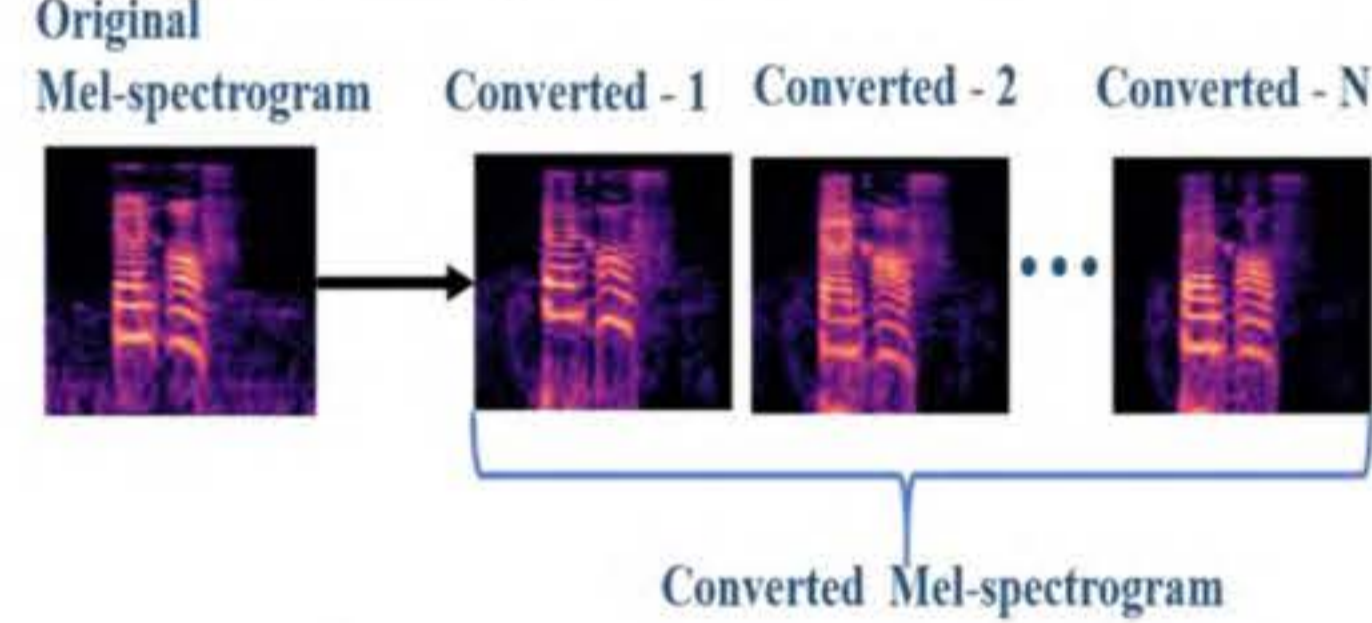 Original
Mel-spectrogram
Converted - 1
Converted - 2
Converted - N
Converted Mel-spectrogram